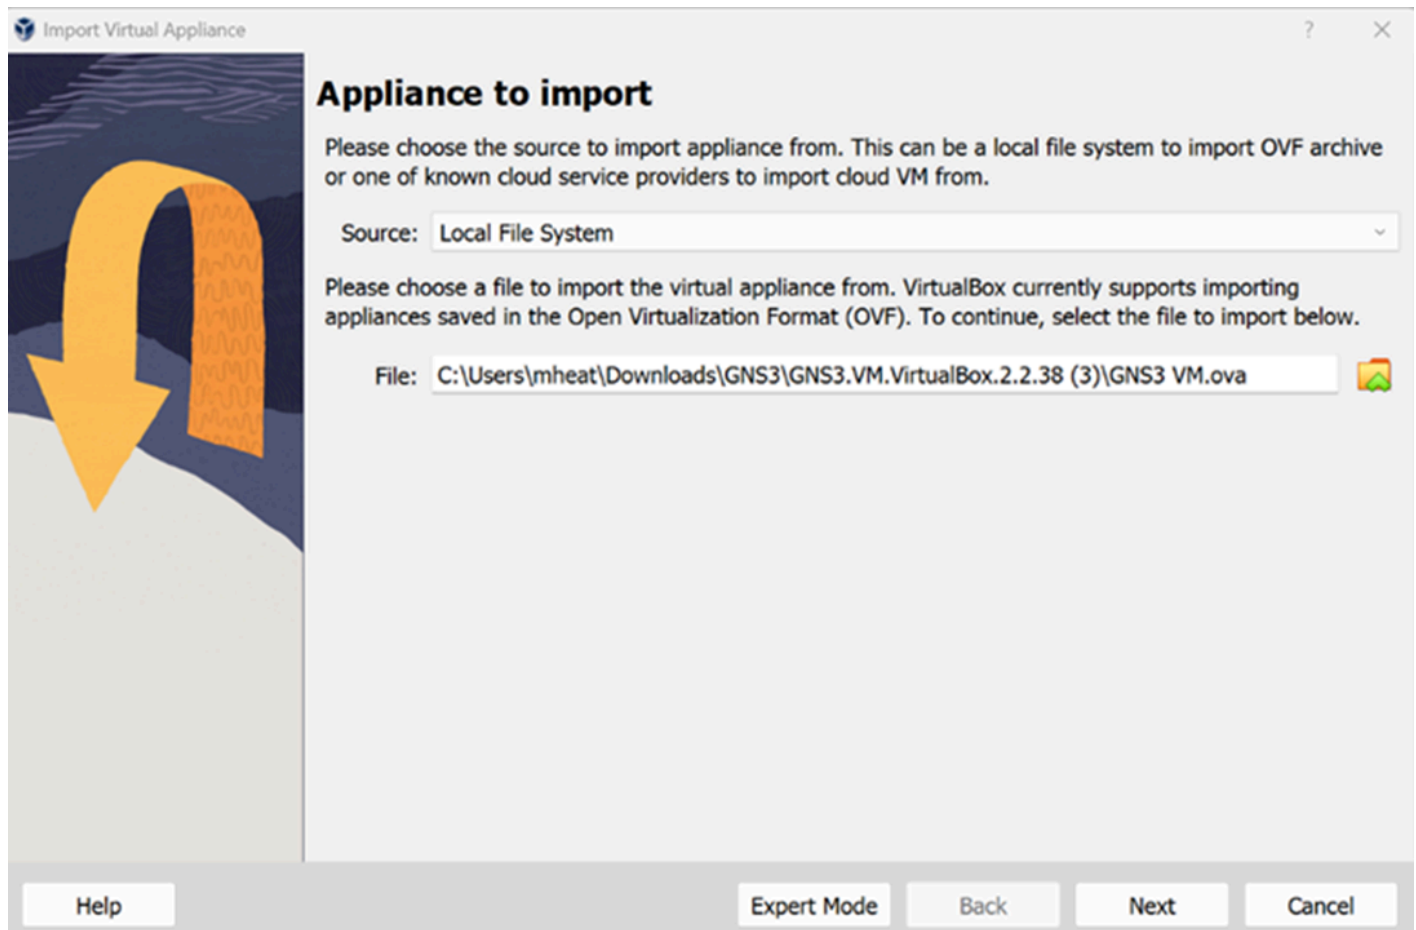 Import Virtual Appliance
?
Appliance to import
Please choose the source to import appliance from. This can be a local file system to import OVF archive
or one of known cloud service providers to import cloud VM from.
Source: Local File System
Please choose a file to import the virtual appliance from. VirtualBox currently supports importing
appliances saved in the Open Virtualization Format (OVF). To continue, select the file to import below.
File: C:\Users\mheat\Downloads\GNS3\GNS3.VM.VirtualBox.2.2.38 (3)\GNS3 VM.ova
Help Expert Mode Back Next Cancel